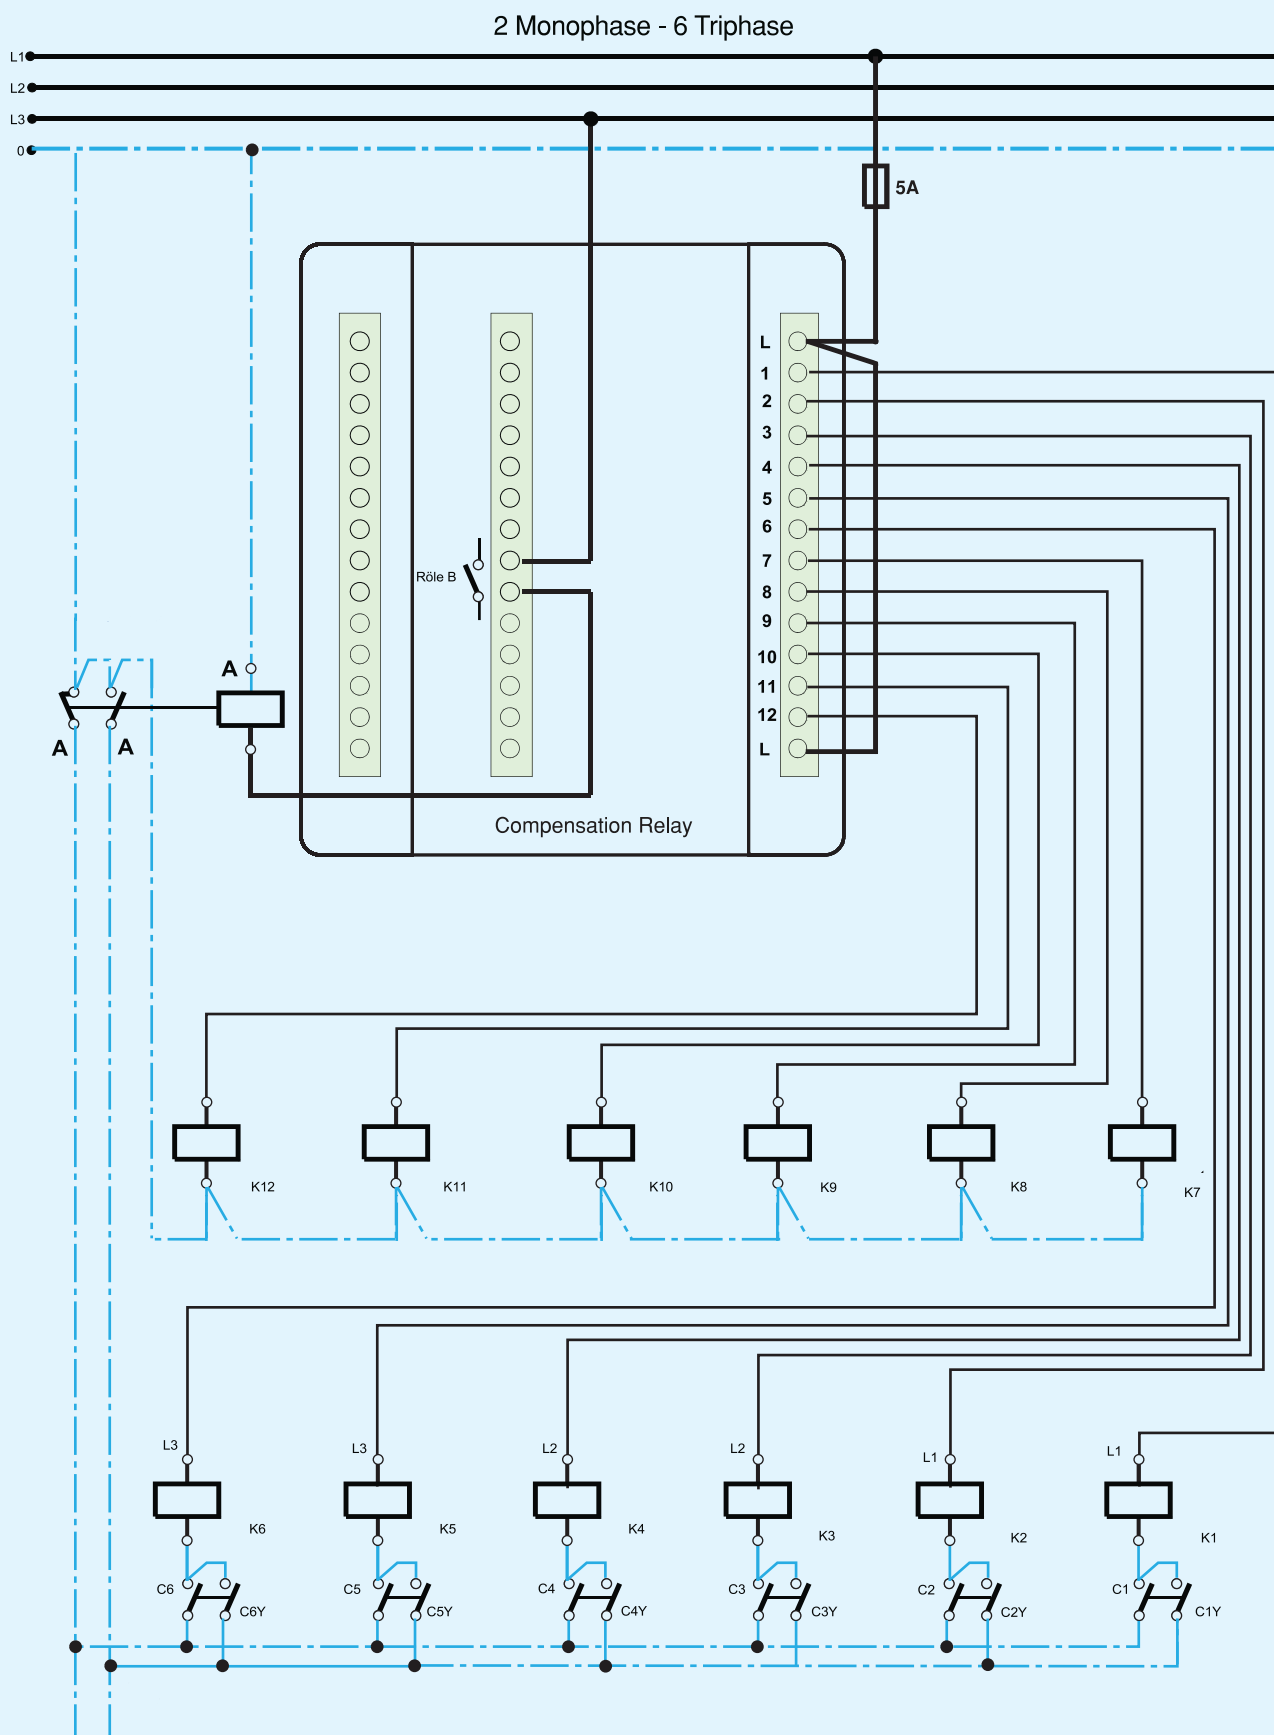 2 Monophase - 6 Triphase
L1
L2
L3
0
5A
L
1
2
3
4
5
6
7
8
9
10
11
12
L
Röle B
A
A
A
Compensation Relay
K12
K11
K10
K9
K8
K7
L3
L3
L2
L2
L1
L1
K6
K5
K4
K3
K2
K1
C6
C5
C4
C3
C2
C1
C6Y
C5Y
C4Y
C3Y
C2Y
C1Y